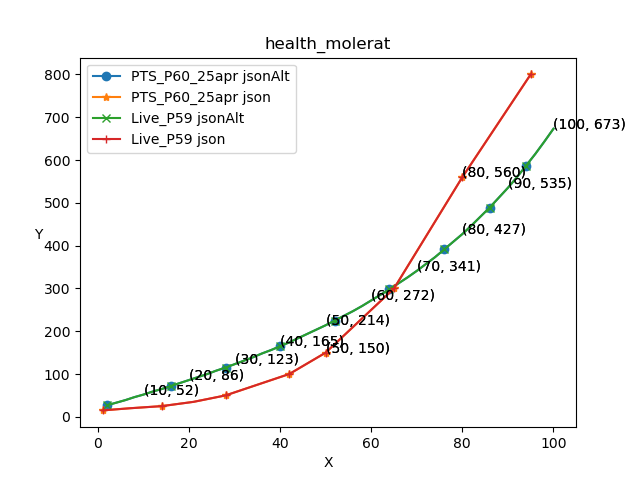 health_molerat
PTS_P60_25apr jsonAlt
PTS_P60_25apr json
Live_P59 jsonAlt
Live_P59 json
Y
800
700
600
500
400
300
200
100
0
(100, 673)
(80, 560)
(90, 535)
(80, 427)
(70, 341)
(60, 272)
(50, 214)
(40, 165)
(50, 150)
(30, 123)
(20, 86)
(10, 52)
0 20 40 60 80 100
X